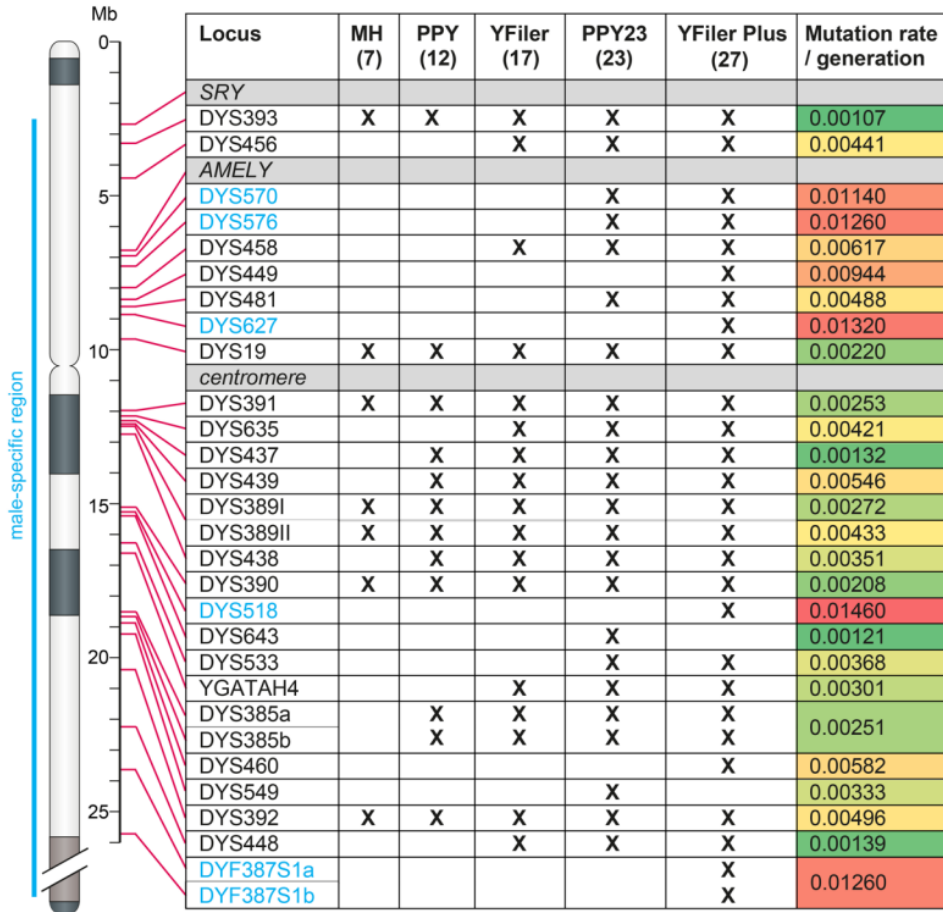 Mb
0
5
10
15
20
25
male-specific region
Locus MH (7) PPY (12) YFiler (17) PPY23 (23) YFiler Plus (27) Mutation rate / generation
SRY
DYS393 X X X X X 0.00107
DYS456 X X X 0.00441
AMELY
DYS570 X X 0.01140
DYS576 X X 0.01260
DYS458 X X X 0.00617
DYS449 X 0.00944
DYS481 X X 0.00488
DYS627 X 0.01320
DYS19 X X X X X 0.00220
centromere
DYS391 X X X X X 0.00253
DYS635 X X X 0.00421
DYS437 X X X X 0.00132
DYS439 X X X X 0.00546
DYS389I X X X X X 0.00272
DYS389II X X X X X 0.00433
DYS438 X X X X 0.00351
DYS390 X X X X X 0.00208
DYS518 X 0.01460
DYS643 X 0.00121
DYS533 X X 0.00368
YGATAH4 X X X 0.00301
DYS385a X X X X 0.00251
DYS385b X X X X
DYS460 X 0.00582
DYS549 X 0.00333
DYS392 X X X X X 0.00496
DYS448 X X X 0.00139
DYF387S1a X 0.01260
DYF387S1b X